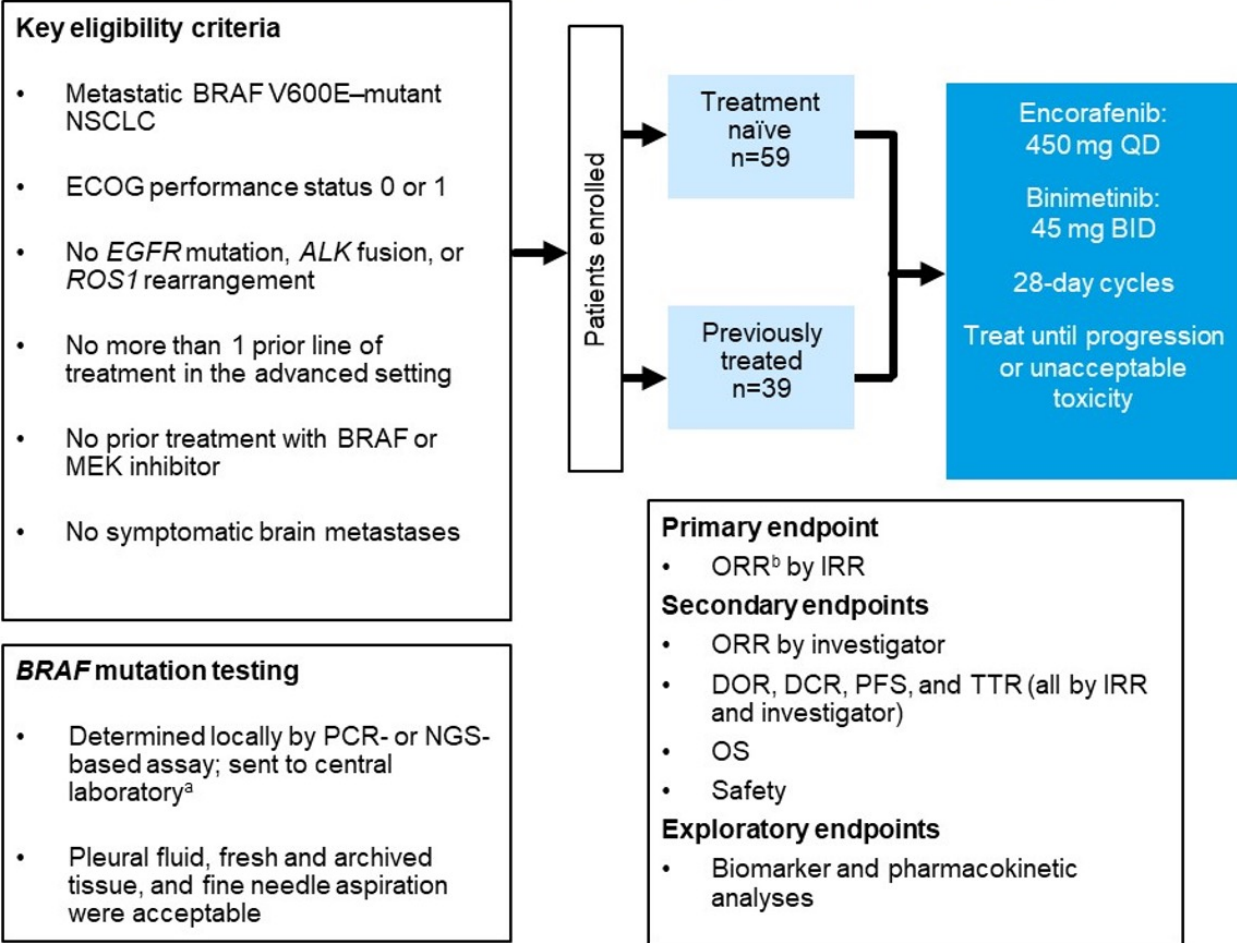 Key eligibility criteria
• Metastatic BRAF V600E–mutant
NSCLC
• ECOG performance status 0 or 1
• No EGFR mutation, ALK fusion, or
ROS1 rearrangement
• No more than 1 prior line of
treatment in the advanced setting
• No prior treatment with BRAF or
MEK inhibitor
• No symptomatic brain metastases
BRAF mutation testing
• Determined locally by PCR- or NGS-
based assay; sent to central
laboratoryᵃ
• Pleural fluid, fresh and archived
tissue, and fine needle aspiration
were acceptable
Patients enrolled
Treatment
naïve
n=59
Previously
treated
n=39
Encorafenib:
450 mg QD
Binimetinib:
45 mg BID
28-day cycles
Treat until progression
or unacceptable
toxicity
Primary endpoint
• ORRᵇ by IRR
Secondary endpoints
• ORR by investigator
• DOR, DCR, PFS, and TTR (all by IRR
and investigator)
• OS
• Safety
Exploratory endpoints
• Biomarker and pharmacokinetic
analyses